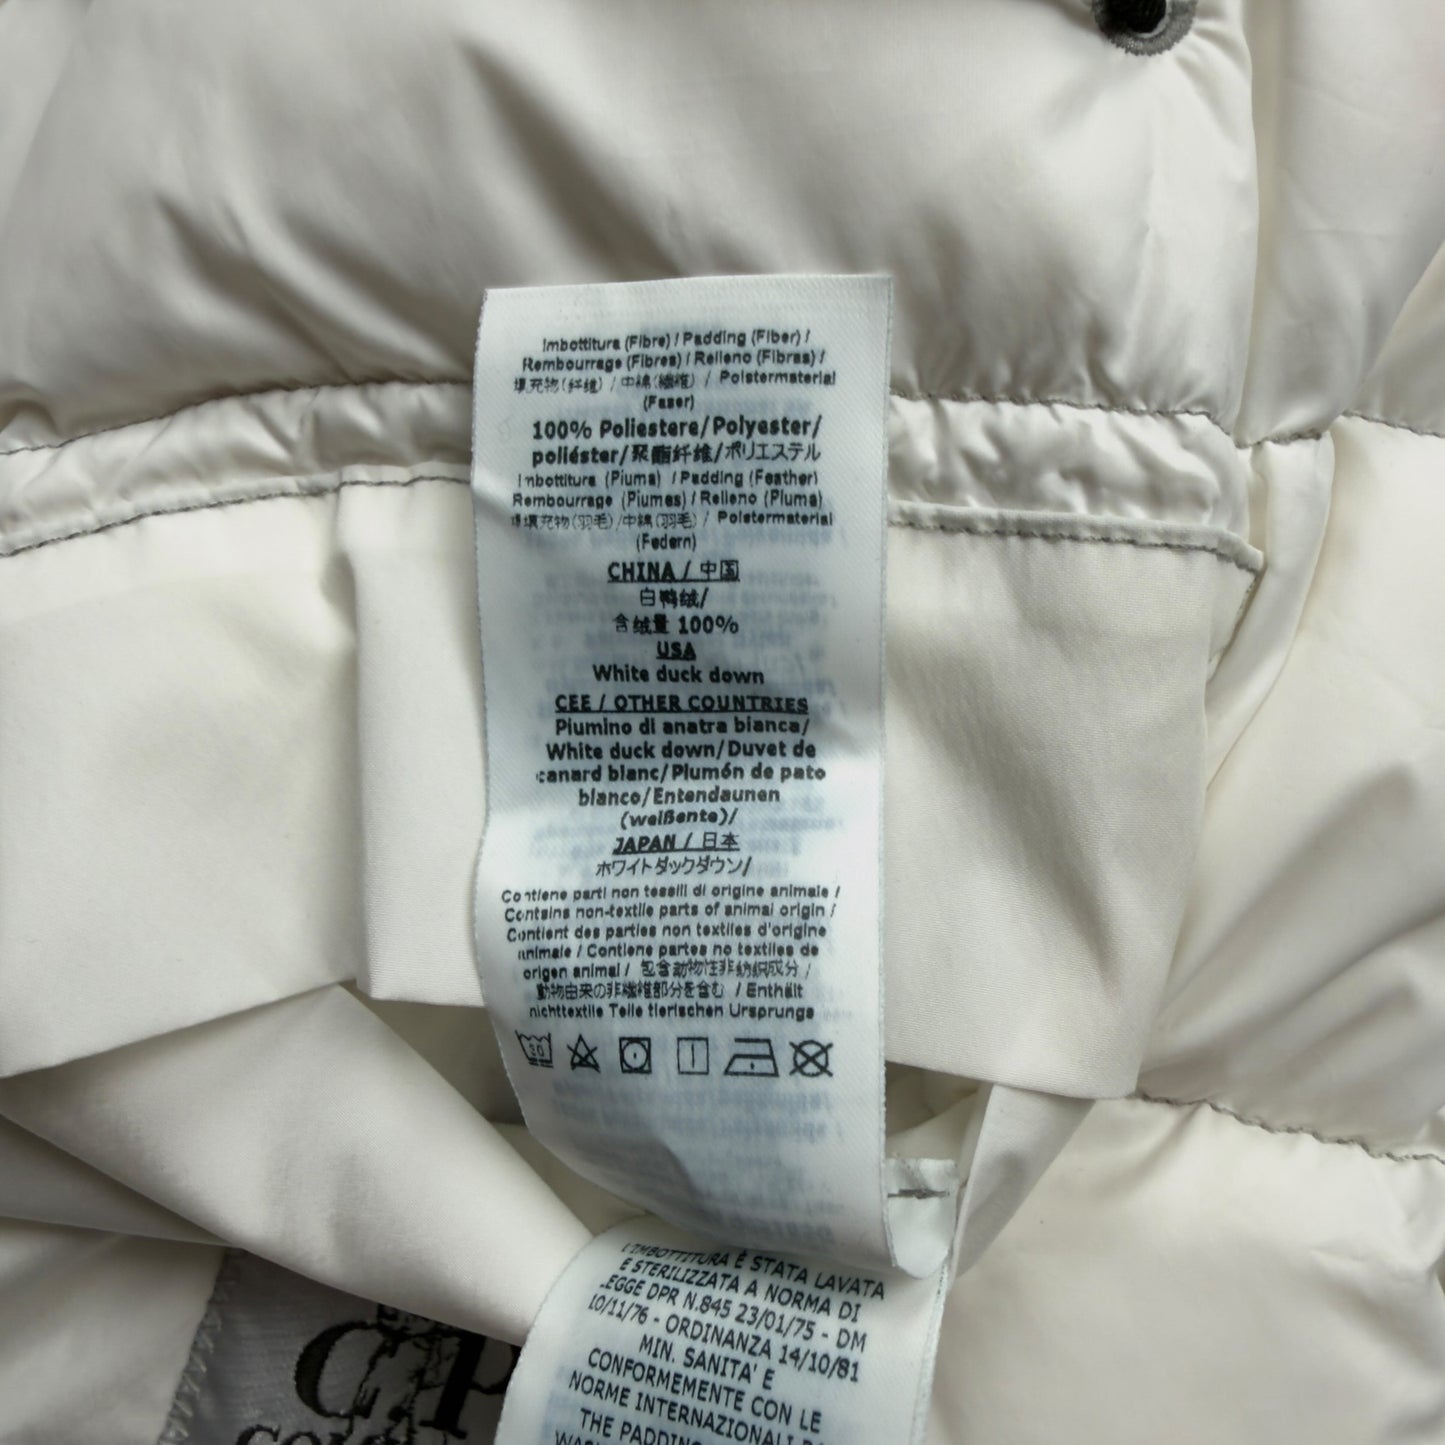 Imbottitura (Fibre) / Padding (Fiber) /
Rembourrage (Fibres) / Relleno (Fibras) /
填充物(纤维) / 中綿(繊維) / Polstermaterial
(Faser)
100% Poliestere/Polyester/
poliéster/聚酯纤维/ポリエステル
Imbottitura (Piuma) / Padding (Feather)
Rembourrage (Piumes) / Relleno (Piuma)
填充物(羽毛)/中綿(羽毛) / Polstermaterial
(Federn)
CHINA / 中国
白鸭绒/
含绒量 100%
USA
White duck down
CEE / OTHER COUNTRIES
Piumino di anatra bianca/
White duck down/Duvet de
canard blanc/Plumón de pato
blanco/Entendaunen
(weißente)/
JAPAN / 日本
ホワイトダックダウン/
Contiene parti non tessili di origine animale /
Contains non-textile parts of animal origin /
Contient des parties non textiles d'origine
animale / Contiene partes no textiles de
origen animal / 包含动物性非纺织成分 /
動物由来の非繊維部分を含む / Enthält
nichttextile Teile tierischen Ursprungs
30
L'IMBOTTITURA È STATA LAVATA
E STERILIZZATA A NORMA DI
LEGGE DPR N.845 23/01/75 - DM
10/11/76 - ORDINANZA 14/10/81
MIN. SANITA' E
CONFORMEMENTE CON LE
NORME INTERNAZIONALI
THE PADDING
CP